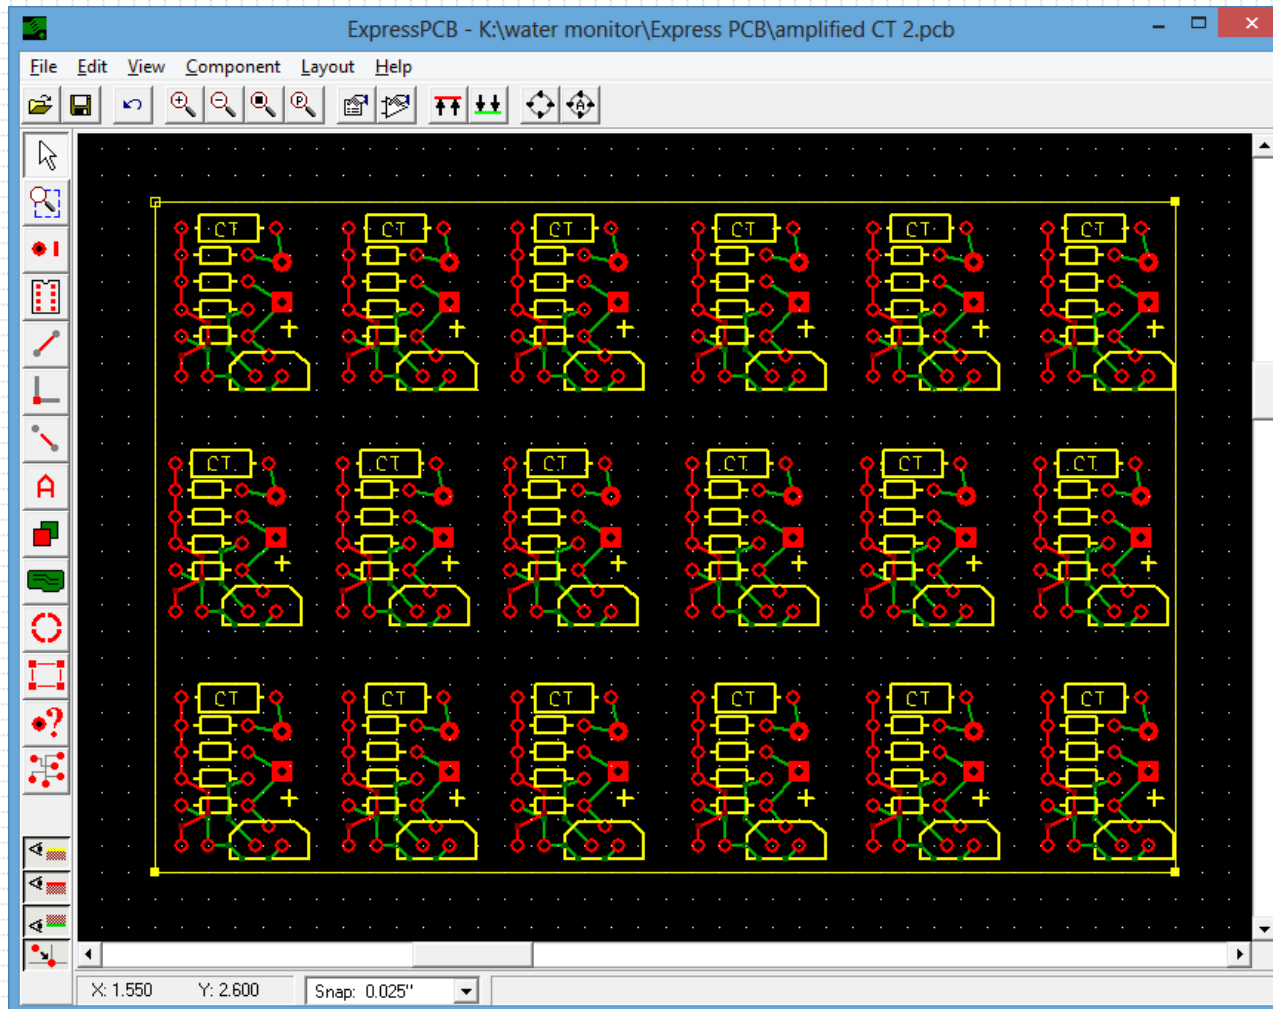 ExpressPCB - K:\water monitor\Express PCB\amplified CT 2.pcb
File Edit View Component Layout Help
CT CT CT CT CT CT
+ + + + + +
CT CT CT CT CT CT
+ + + + + +
CT CT CT CT CT CT
+ + + + + +
X: 1.550 Y: 2.600 Snap: 0.025"